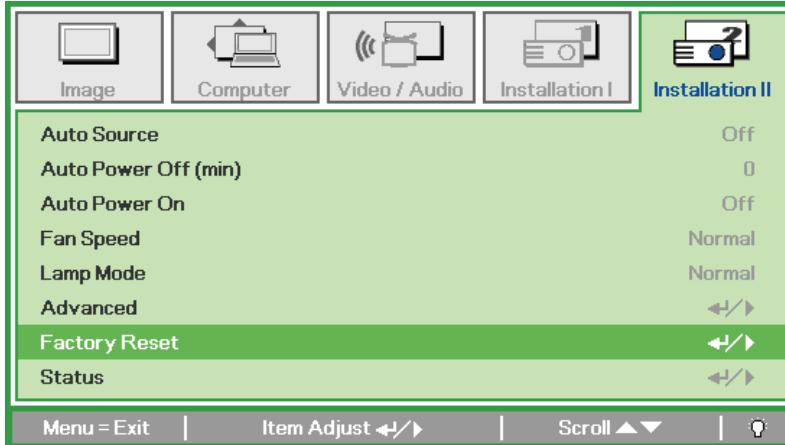 Image
Computer
Video / Audio
Installation I
2
Installation II
Auto Source Off
Auto Power Off (min) 0
Auto Power On Off
Fan Speed Normal
Lamp Mode Normal
Advanced ↵/▶
Factory Reset ↵/▶
Status ↵/▶
Menu = Exit | Item Adjust ↵/▶ | Scroll ▲▼ |